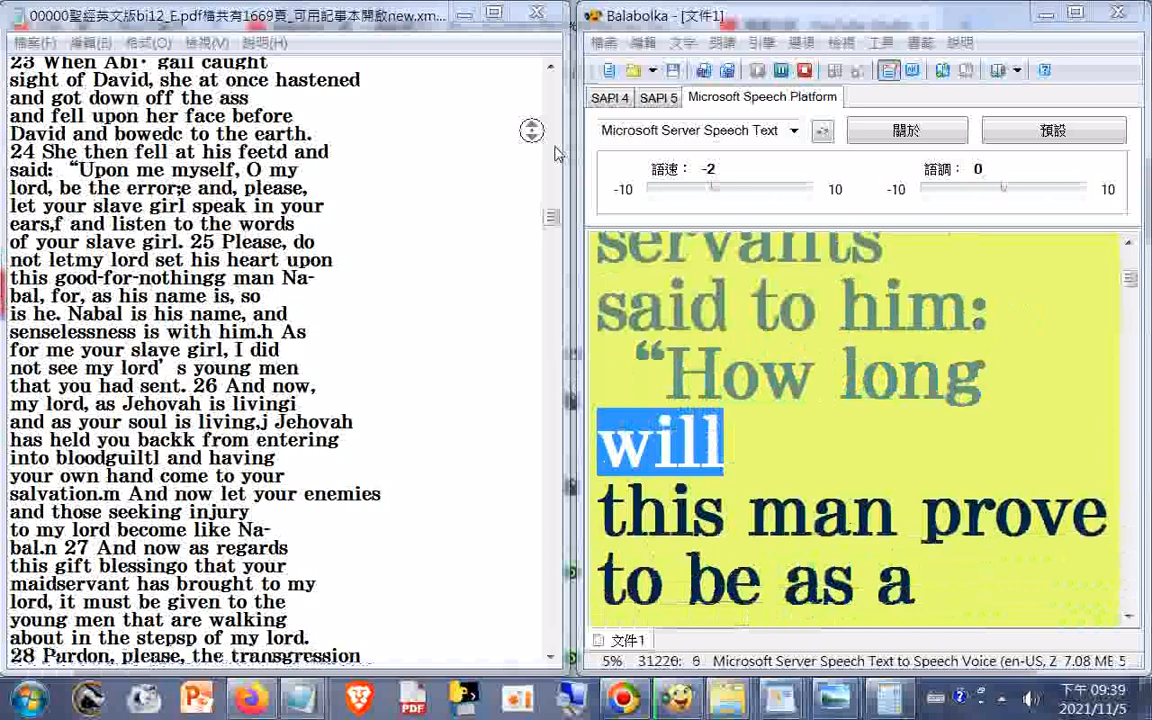 00000聖經英文版bi12_E.pdf檔共有1669頁_可用記事本開啟new.xm...
檔案(F) 編輯(E) 格式(O) 檢視(V) 說明(H)
23 When Abi· gail caught
sight of David, she at once hastened
and got down off the ass
and fell upon her face before
David and bowedc to the earth.
24 She then fell at his feetd and
said: “Upon me myself, O my
lord, be the error;e and, please,
let your slave girl speak in your
ears,f and listen to the words
of your slave girl. 25 Please, do
not letmy lord set his heart upon
this good-for-nothingg man Na-
bal, for, as his name is, so
is he. Nabal is his name, and
senselessness is with him.h As
for me your slave girl, I did
not see my lord’s young men
that you had sent. 26 And now,
my lord, as Jehovah is livingi
and as your soul is living,j Jehovah
has held you backk from entering
into bloodguiltl and having
your own hand come to your
salvation.m And now let your enemies
and those seeking injury
to my lord become like Na-
bal.n 27 And now as regards
this gift blessingo that your
maidservant has brought to my
lord, it must be given to the
young men that are walking
about in the stepsp of my lord.
28 Pardon, please, the transgression
Balabolka - [文件1]
檔案 編輯 文字 朗讀 引擎 選項 檢視 工具 書籤 說明
SAPI 4 SAPI 5 Microsoft Speech Platform
Microsoft Server Speech Text 關於 預設
語速： -2 語調： 0
-10 10 -10 10
servants
said to him:
“How long
will
this man prove
to be as a
文件1
5% 31220: 6 Microsoft Server Speech Text to Speech Voice (en-US, Z 7.08 MB 5
PDF
下午 09:39
2021/11/5